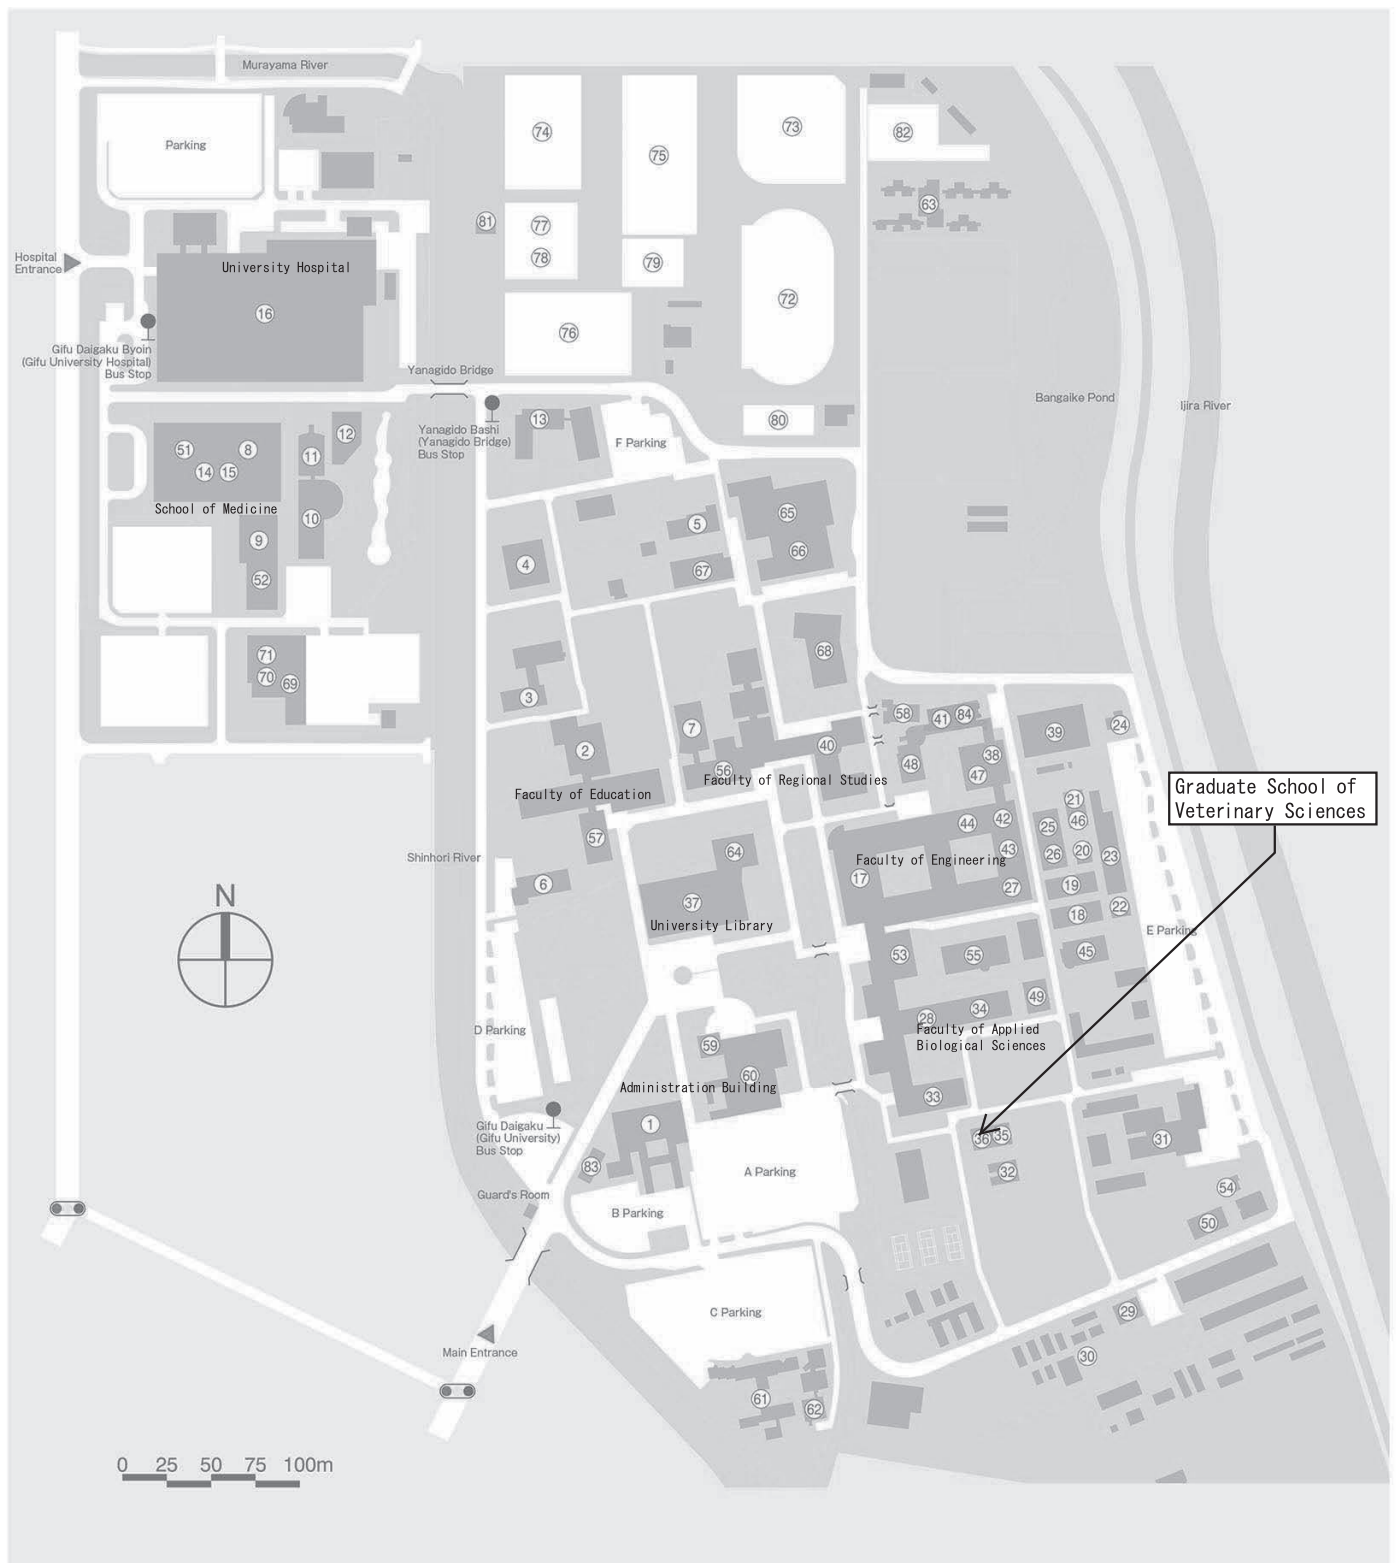 Murayama River
Parking
74
75
73
82
63
81
77
78
79
72
Hospital
Entrance
University Hospital
16
76
Gifu Daigaku Byoin
(Gifu University Hospital)
Bus Stop
Yanagido Bridge
Bangaike Pond
Ijira River
80
Yanagido Bashi
(Yanagido Bridge)
Bus Stop
13
F Parking
12
51
8
11
14
15
School of Medicine
10
9
52
5
65
66
4
67
71
70
69
68
3
58
41
84
24
7
39
2
40
38
56
48
47
Faculty of Regional Studies
Faculty of Education
Graduate School of
Veterinary Sciences
21
57
44
42
25
46
64
43
26
20
23
Shinhori River
Faculty of Engineering
17
27
19
6
37
18
22
University Library
E Parking
N
53
55
45
49
34
28
D Parking
Faculty of Applied
Biological Sciences
59
60
Administration Building
33
Gifu Daigaku
(Gifu University)
Bus Stop
1
36
35
31
83
A Parking
32
Guard's Room
B Parking
54
50
C Parking
29
Main Entrance
30
61
62
0 25 50 75 100m